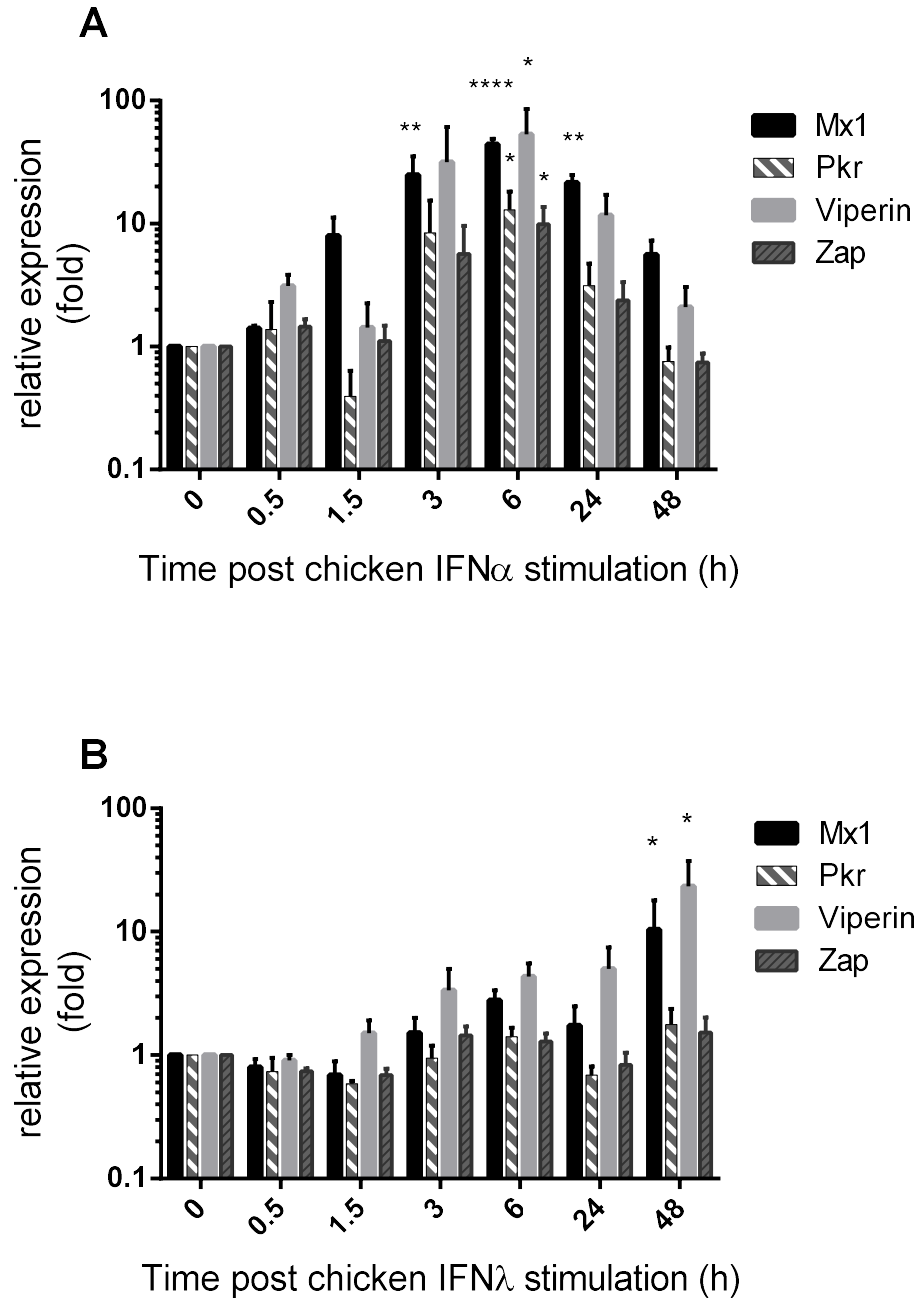 A
**** *
** * * **
100
10
1
0.1
relative expression
(fold)
0 0.5 1.5 3 6 24 48
Time post chicken IFNα stimulation (h)
Mx1
Pkr
Viperin
Zap
B
* *
100
10
1
0.1
relative expression
(fold)
0 0.5 1.5 3 6 24 48
Time post chicken IFNλ stimulation (h)
Mx1
Pkr
Viperin
Zap